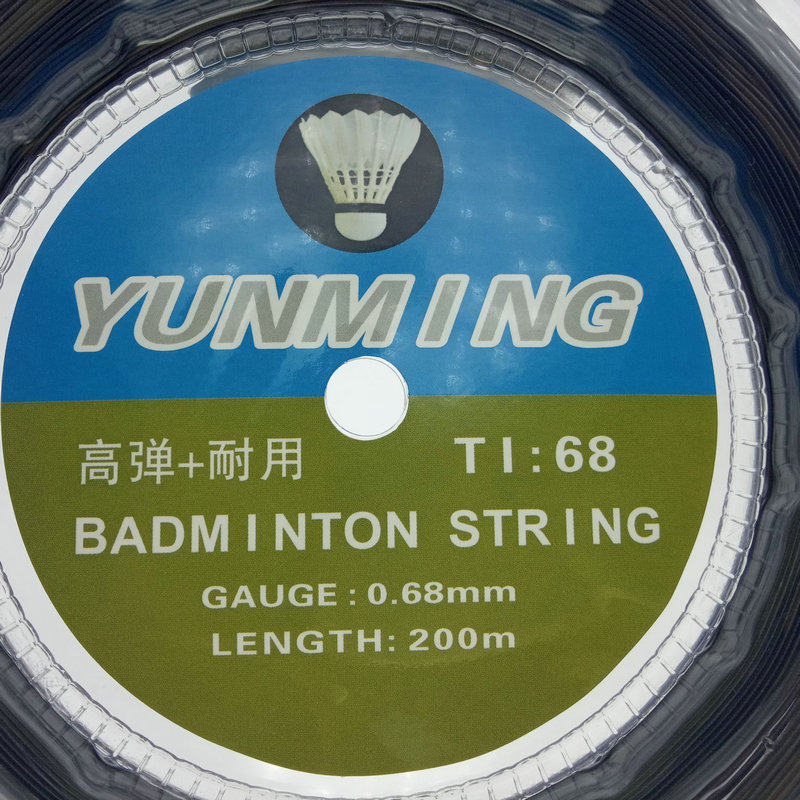 YUNMING
高弹+耐用 TI:68
BADMINTON STRING
GAUGE:0.68mm
LENGTH:200m